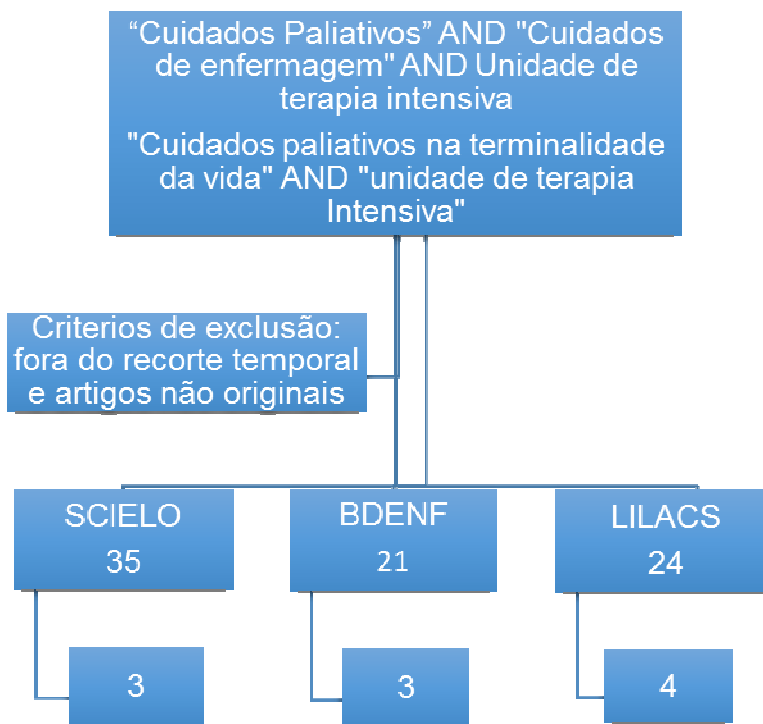 “Cuidados Paliativos” AND "Cuidados
de enfermagem" AND Unidade de
terapia intensiva
"Cuidados paliativos na terminalidade
da vida" AND "unidade de terapia
Intensiva"
Criterios de exclusão:
fora do recorte temporal
e artigos não originais
SCIELO
35
BDENF
21
LILACS
24
3
3
4